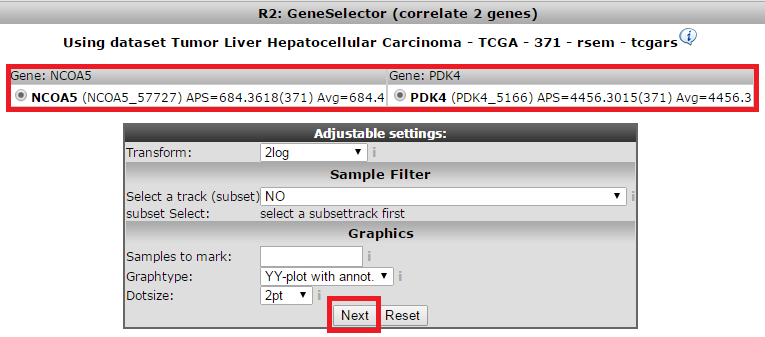 R2: GeneSelector (correlate 2 genes)
Using dataset Tumor Liver Hepatocellular Carcinoma - TCGA - 371 - rsem - tcgars i
Gene: NCOA5 Gene: PDK4
NCOA5 (NCOA5_57727) APS=684.3618(371) Avg=684.4 PDK4 (PDK4_5166) APS=4456.3015(371) Avg=4456.3
Adjustable settings:
Transform: 2log i
Sample Filter
Select a track (subset) NO i
subset Select: select a subsettrack first
Graphics
Samples to mark: i
Graphtype: YY-plot with annot. i
Dotsize: 2pt i
Next Reset